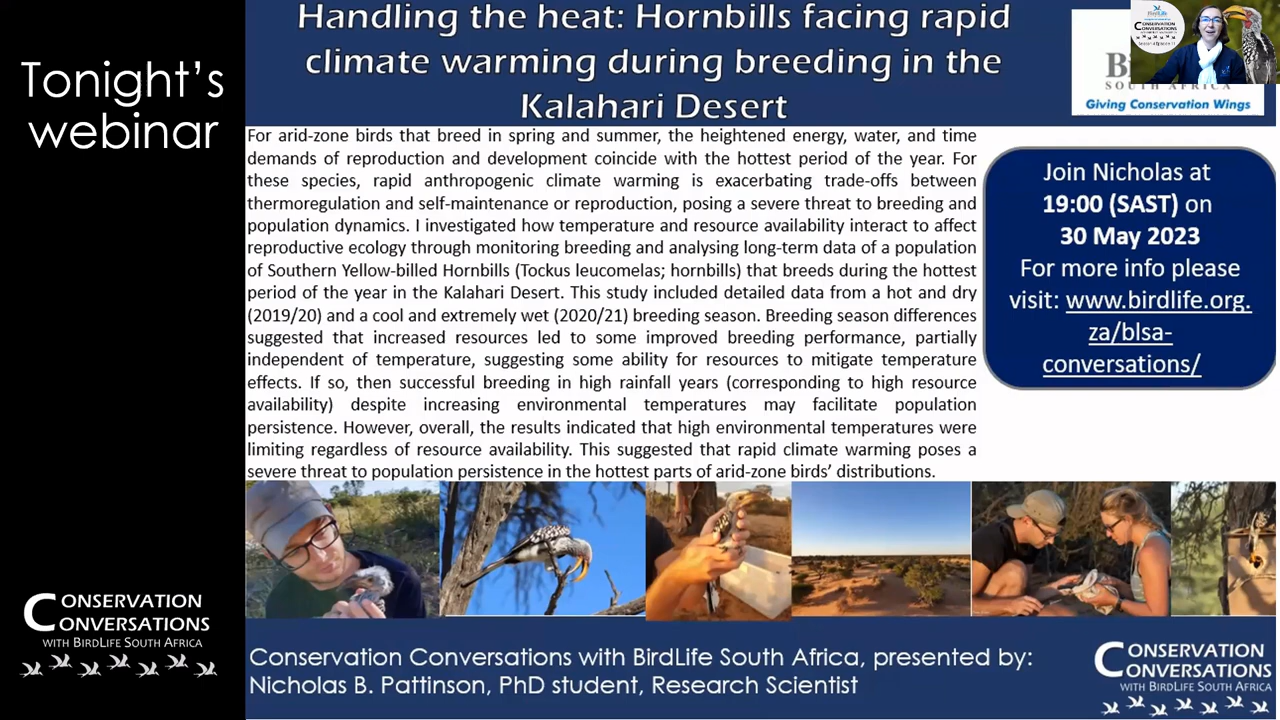 Tonight's
webinar
Handling the heat: Hornbills facing rapid
climate warming during breeding in the
Kalahari Desert
SOUTH AFRICA
Giving Conservation Wings
For arid-zone birds that breed in spring and summer, the heightened energy, water, and time
demands of reproduction and development coincide with the hottest period of the year. For
these species, rapid anthropogenic climate warming is exacerbating trade-offs between
thermoregulation and self-maintenance or reproduction, posing a severe threat to breeding and
population dynamics. I investigated how temperature and resource availability interact to affect
reproductive ecology through monitoring breeding and analysing long-term data of a population
of Southern Yellow-billed Hornbills (Tockus leucomelas; hornbills) that breeds during the hottest
period of the year in the Kalahari Desert. This study included detailed data from a hot and dry
(2019/20) and a cool and extremely wet (2020/21) breeding season. Breeding season differences
suggested that increased resources led to some improved breeding performance, partially
independent of temperature, suggesting some ability for resources to mitigate temperature
effects. If so, then successful breeding in high rainfall years (corresponding to high resource
availability) despite increasing environmental temperatures may facilitate population
persistence. However, overall, the results indicated that high environmental temperatures were
limiting regardless of resource availability. This suggested that rapid climate warming poses a
severe threat to population persistence in the hottest parts of arid-zone birds' distributions.
Join Nicholas at
19:00 (SAST) on
30 May 2023
For more info please
visit: www.birdlife.org.
za/blsa-
conversations/
CONSERVATION
CONVERSATIONS
WITH BIRDLIFE SOUTH AFRICA
Conservation Conversations with BirdLife South Africa, presented by:
Nicholas B. Pattinson, PhD student, Research Scientist
CONSERVATION
CONVERSATIONS
WITH BIRDLIFE SOUTH AFRICA